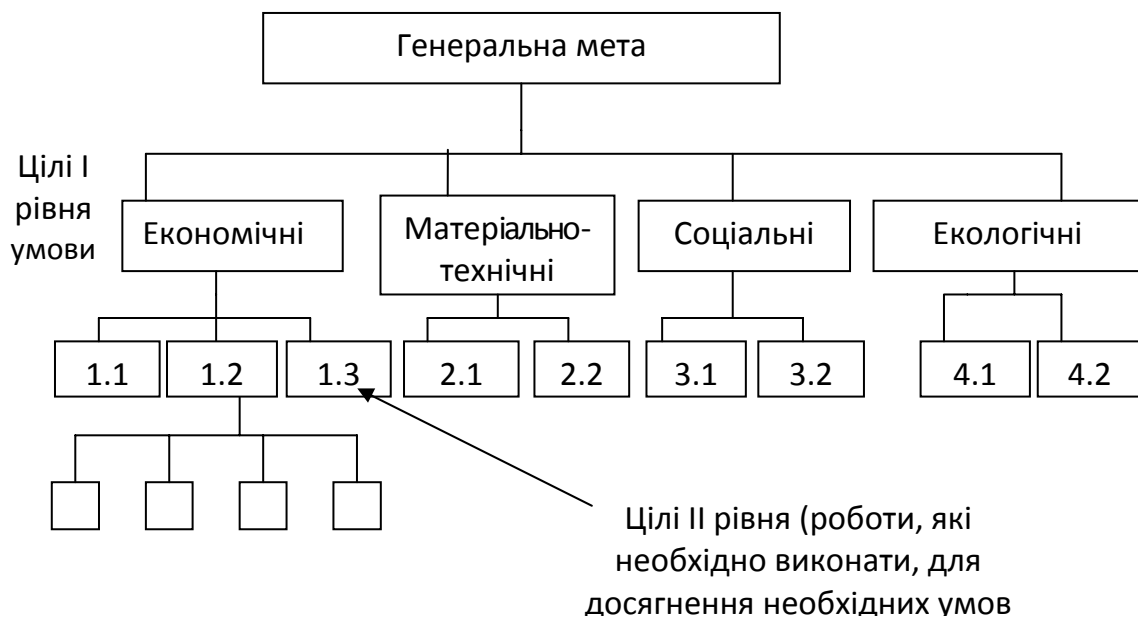 Генеральна мета
Цілі І
рівня
умови
Економічні
Матеріально-
технічні
Соціальні
Екологічні
1.1
1.2
1.3
2.1
2.2
3.1
3.2
4.1
4.2
Цілі ІІ рівня (роботи, які
необхідно виконати, для
досягнення необхідних умов